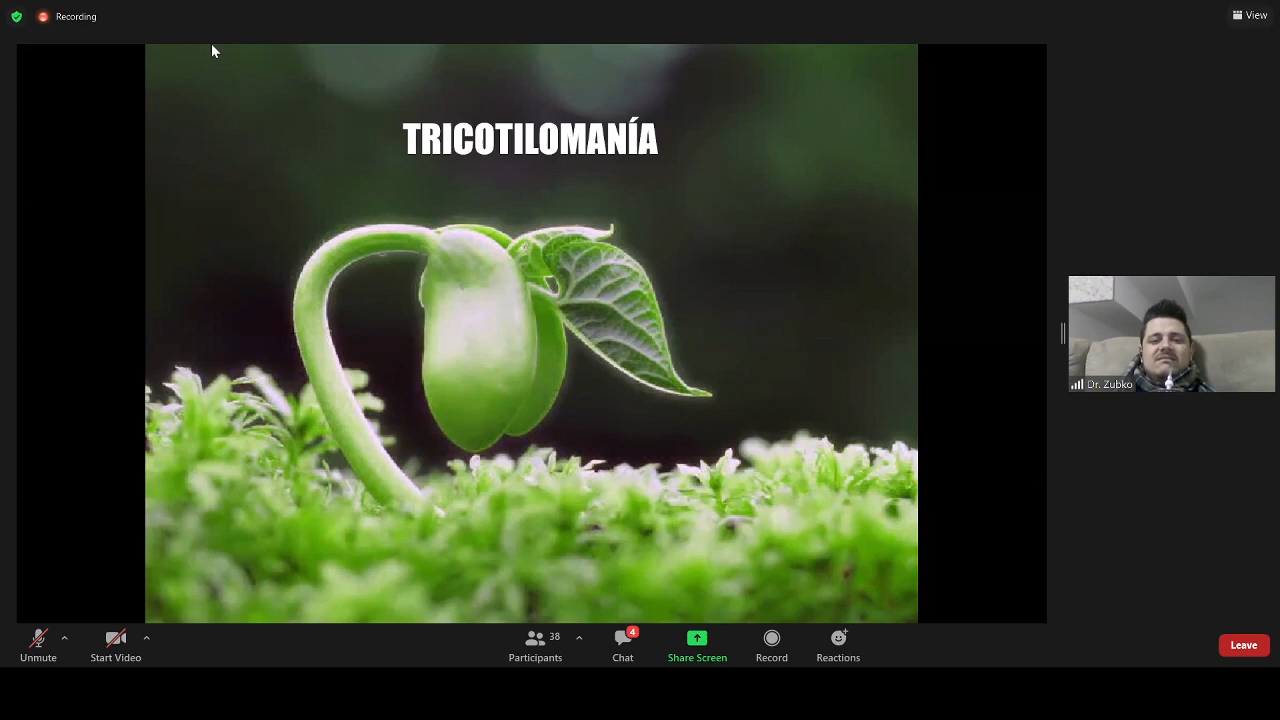 Recording
View
TRICOTILOMANÍA
Dr. Zubko
38
4
Unmute
Start Video
Participants
Chat
Share Screen
Record
Reactions
Leave